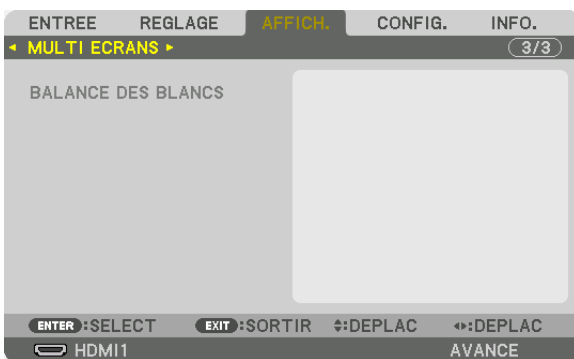 ENTREE REGLAGE AFFICH. CONFIG. INFO.
MULTI ECRANS 3/3
BALANCE DES BLANCS
ENTER :SELECT EXIT :SORTIR :DEPLAC :DEPLAC
HDMI1 AVANCE